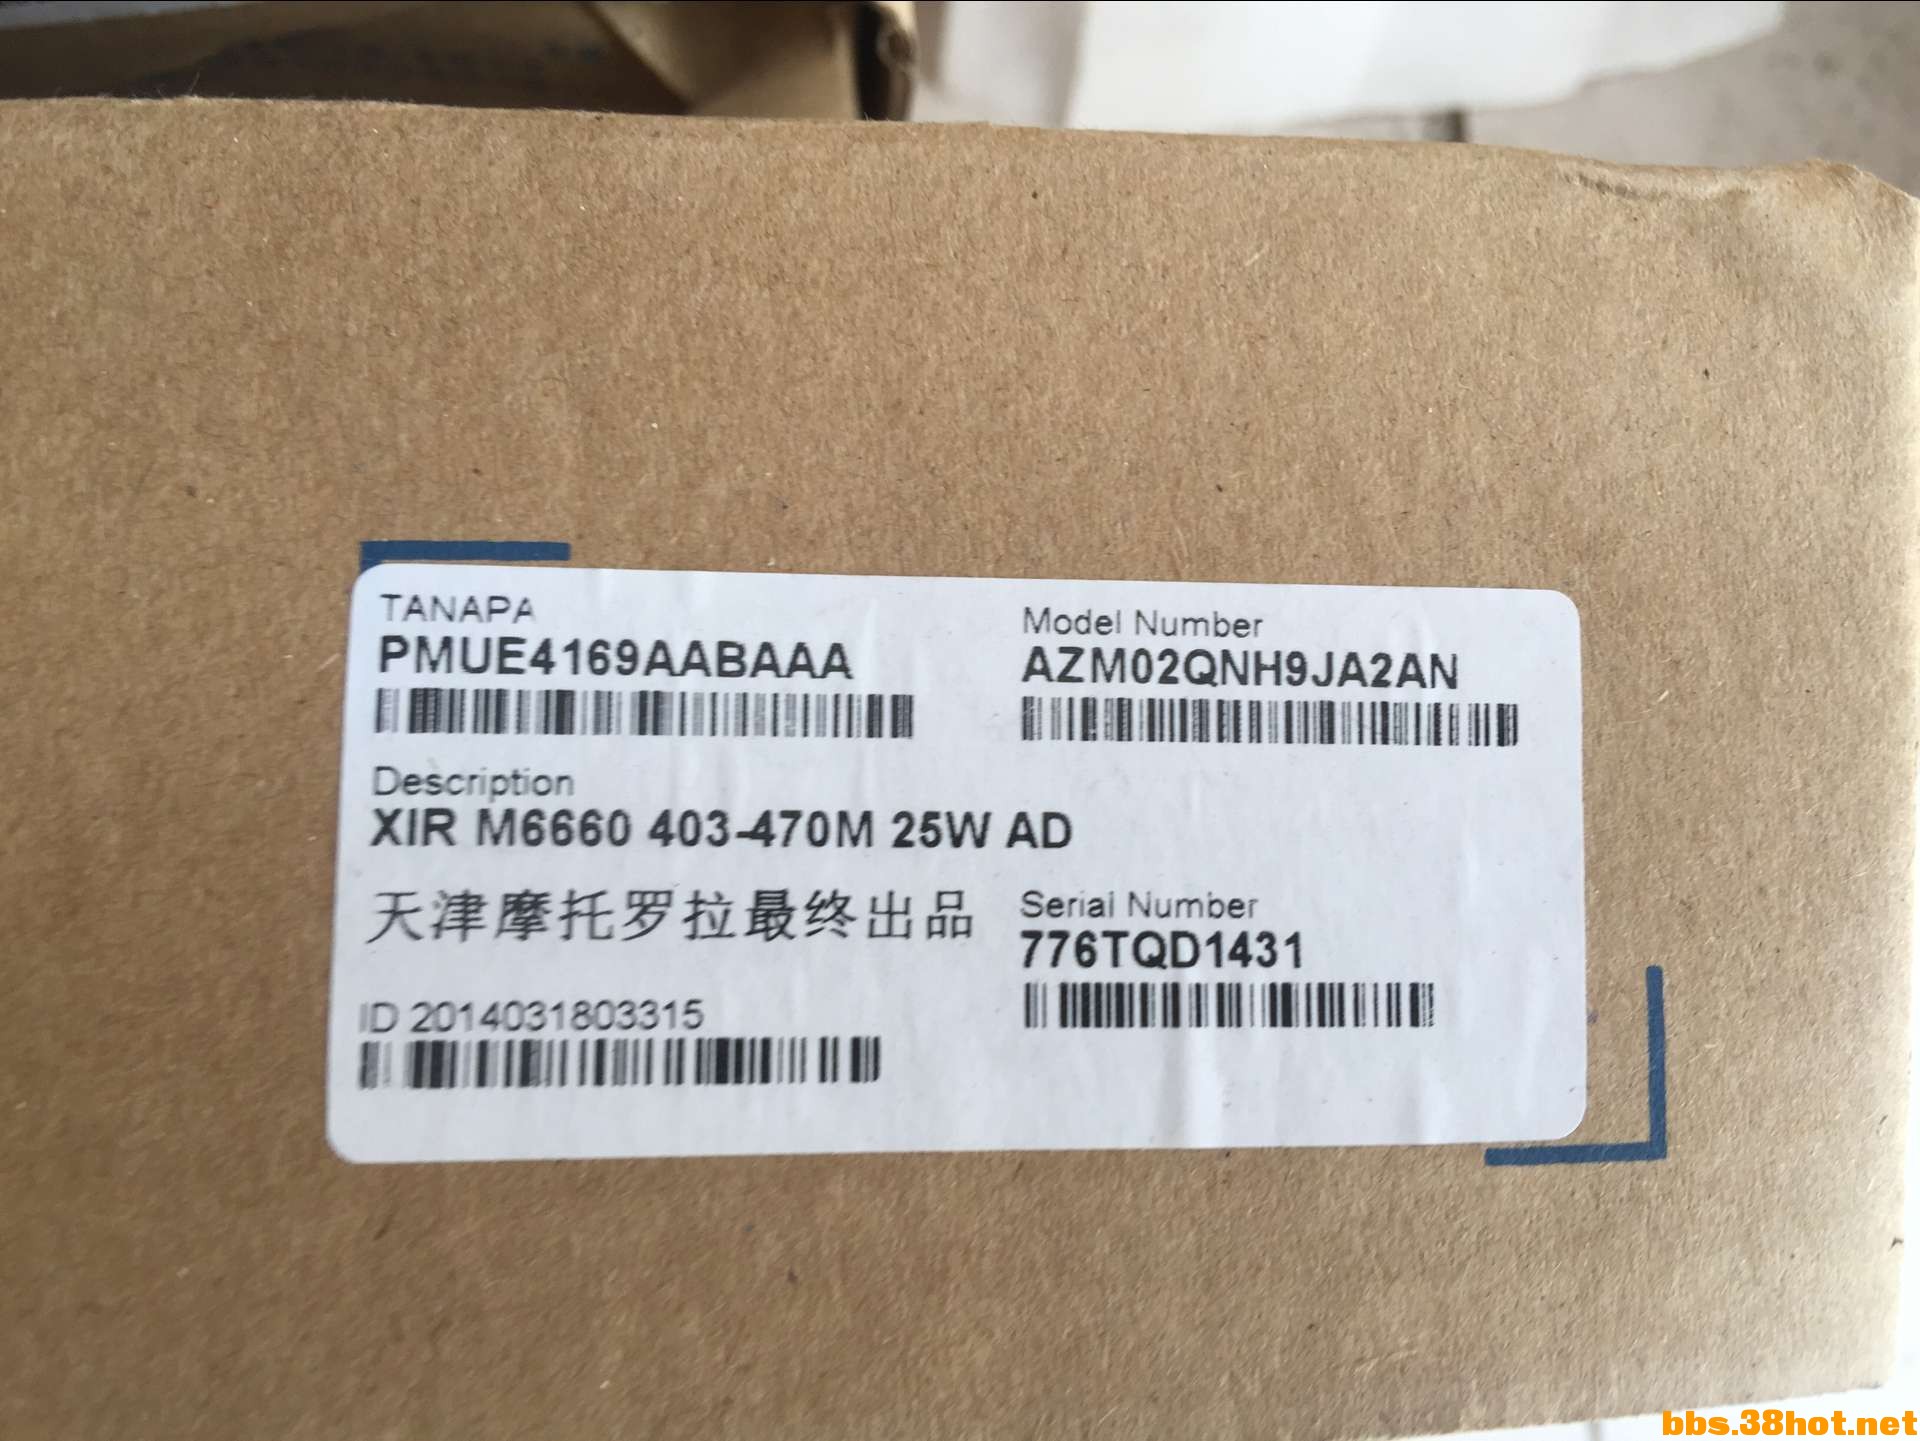 TANAPA
PMUE4169AABAAA
Model Number
AZM02QNH9JA2AN
Description
XIR M6660 403-470M 25W AD
天津摩托罗拉最终出品
Serial Number
776TQD1431
ID 2014031803315
bbs.38hot.net